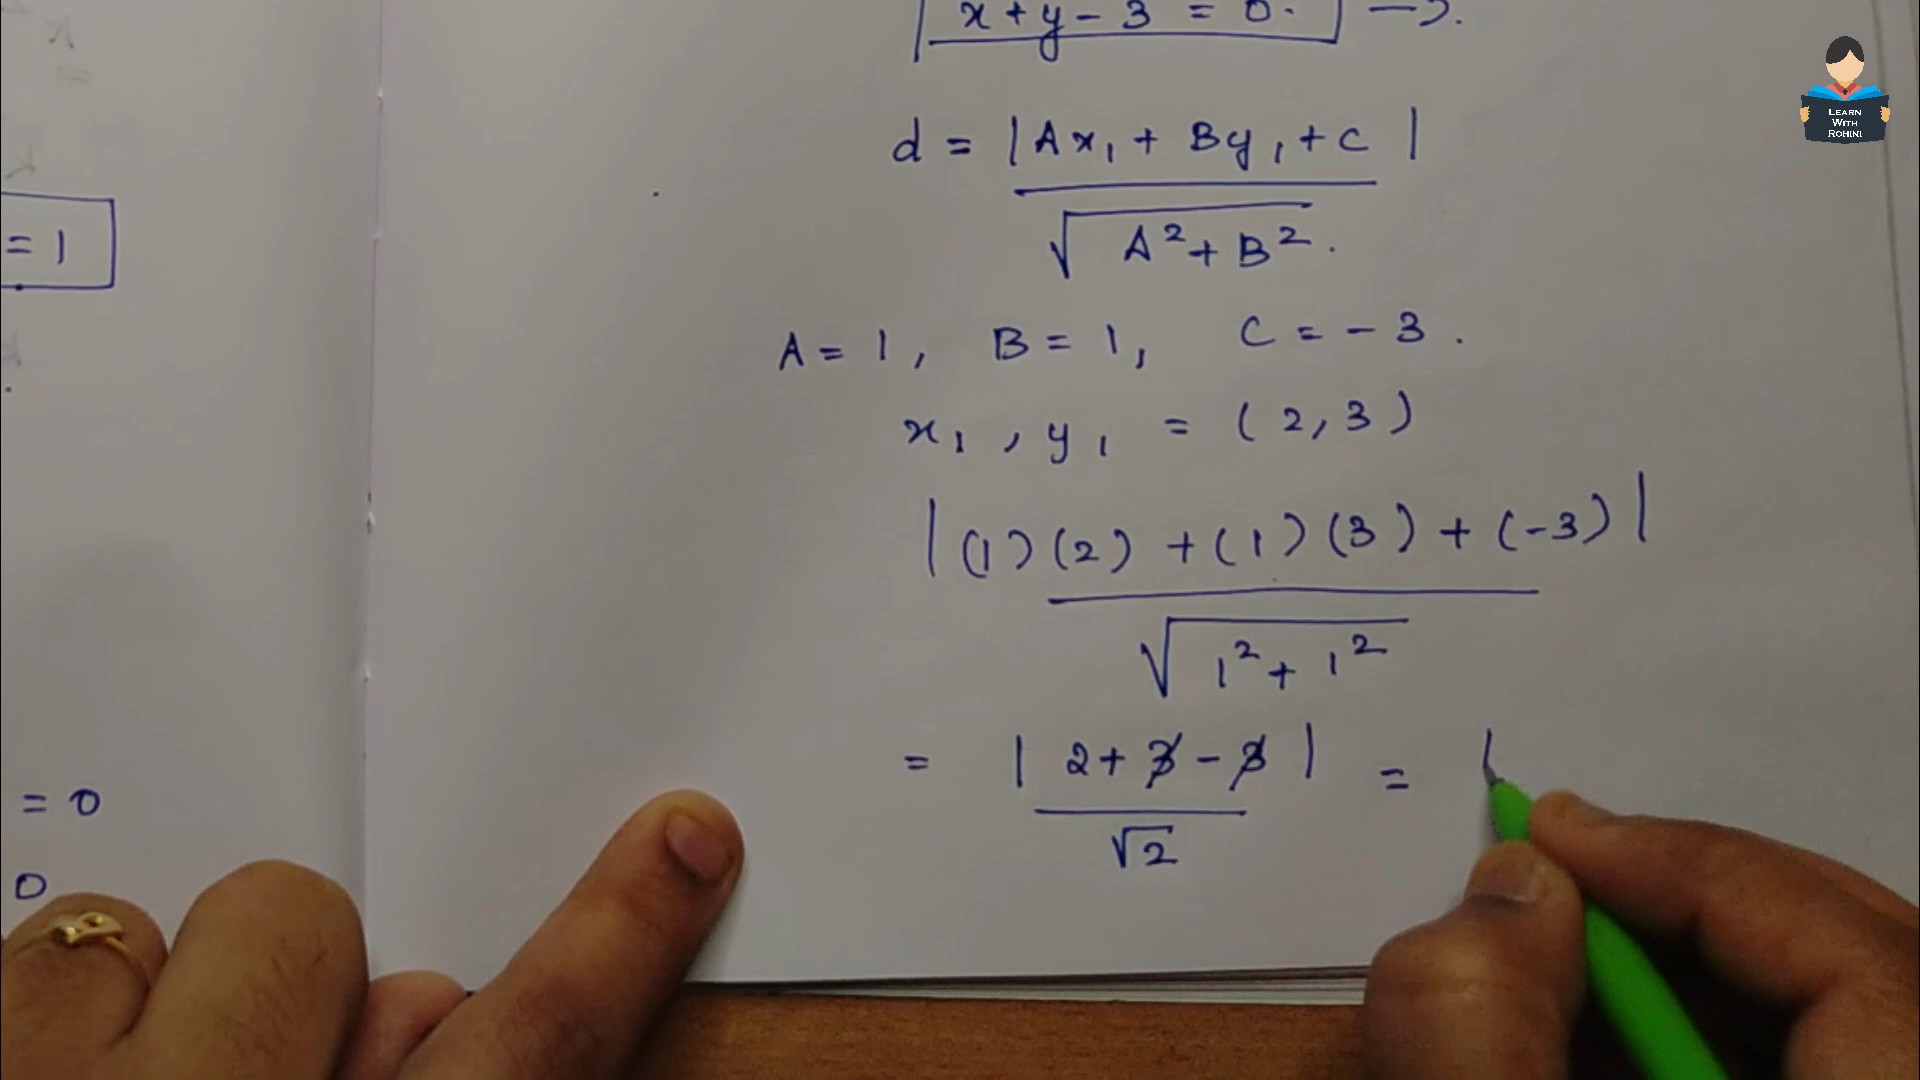 = 1
= 0
0
x + y - 3 = 0.
d = |Ax₁ + By₁ + C|
√A² + B².
A = 1, B = 1, C = - 3.
x₁, y₁ = (2, 3)
|(1)(2) + (1)(3) + (-3)|
√1² + 1²
= |2 + 3 - 3| = |
√2
LEARN
WITH
ROHINI